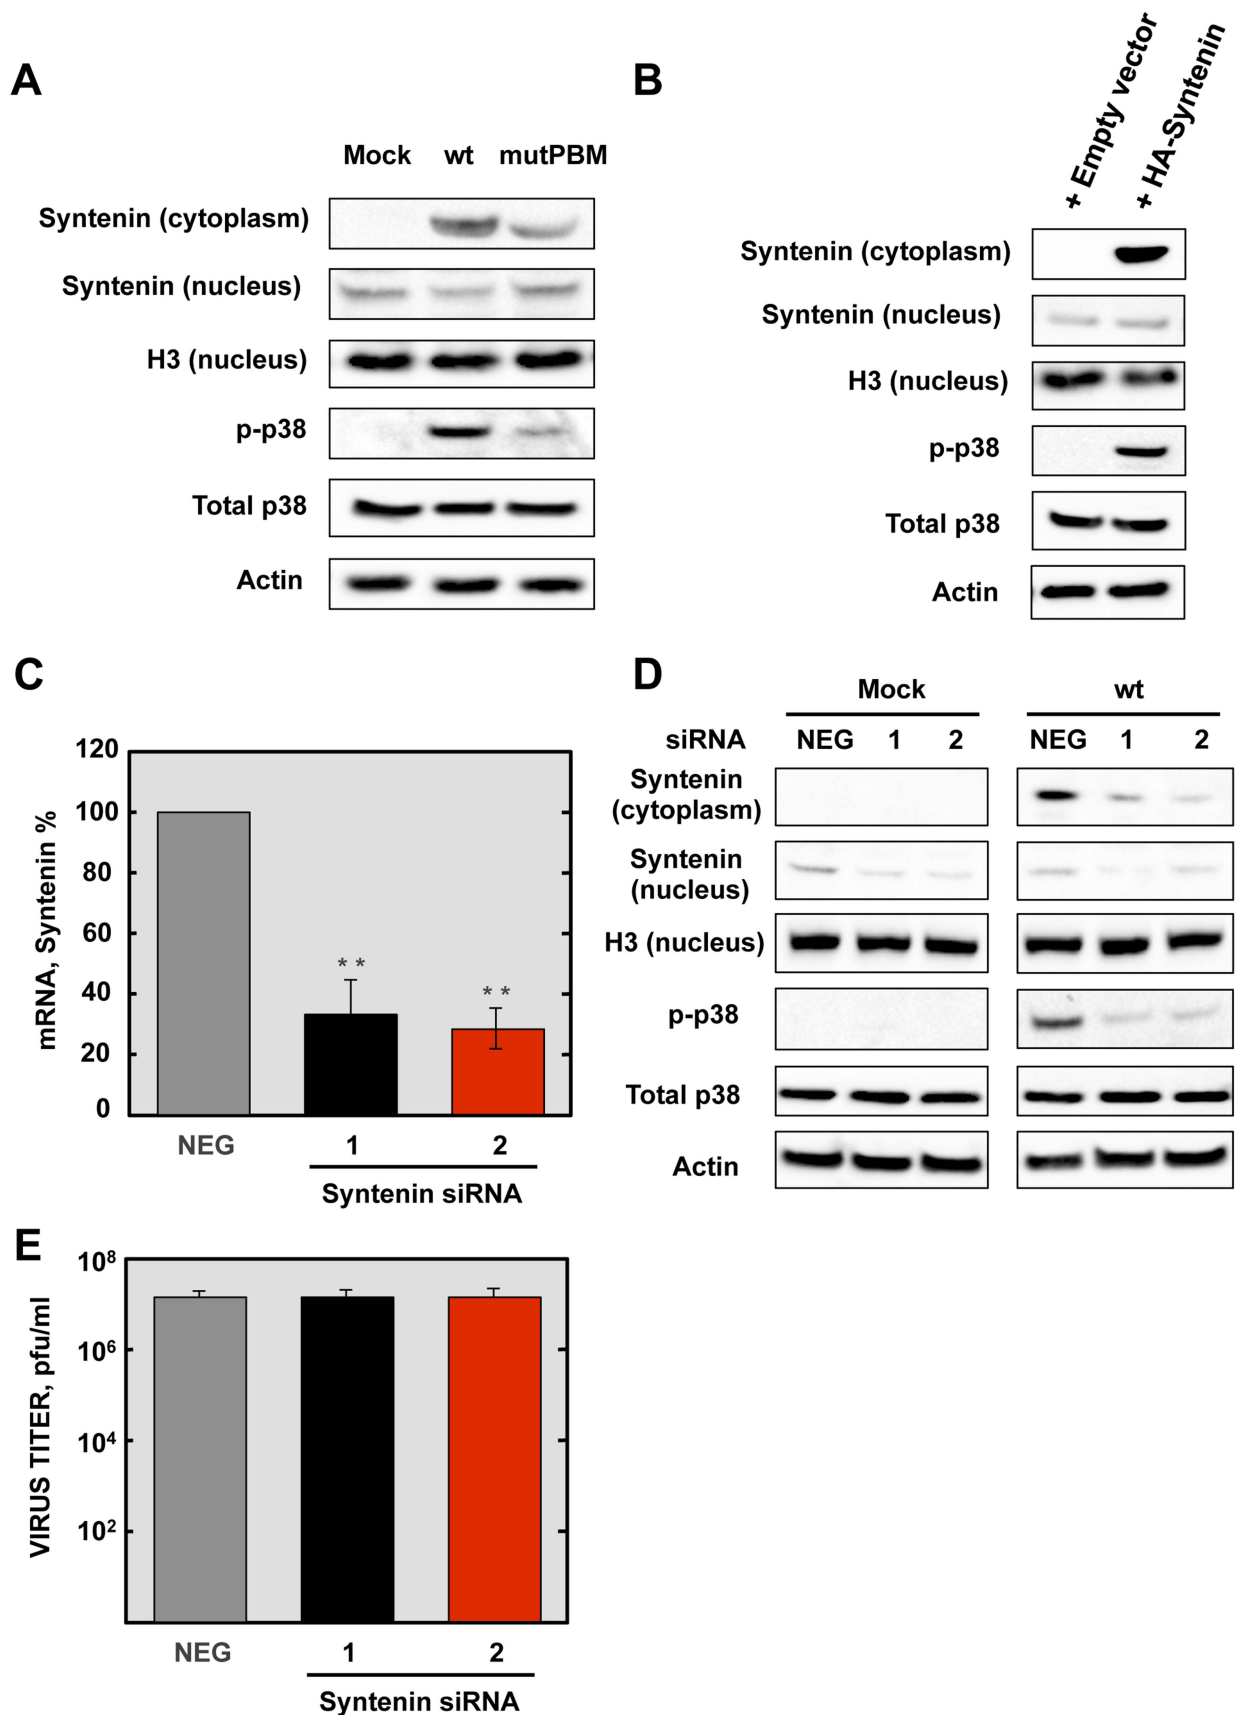 A
Mock wt mutPBM
Syntenin (cytoplasm)
Syntenin (nucleus)
H3 (nucleus)
p-p38
Total p38
Actin
B
+ Empty vector
+ HA-Syntenin
Syntenin (cytoplasm)
Syntenin (nucleus)
H3 (nucleus)
p-p38
Total p38
Actin
C
mRNA, Syntenin %
120
100
80
60
40
20
0
* *
* *
NEG 1 2
Syntenin siRNA
D
Mock wt
siRNA NEG 1 2 NEG 1 2
Syntenin
(cytoplasm)
Syntenin
(nucleus)
H3 (nucleus)
p-p38
Total p38
Actin
E
VIRUS TITER, pfu/ml
10⁸
10⁶
10⁴
10²
NEG 1 2
Syntenin siRNA